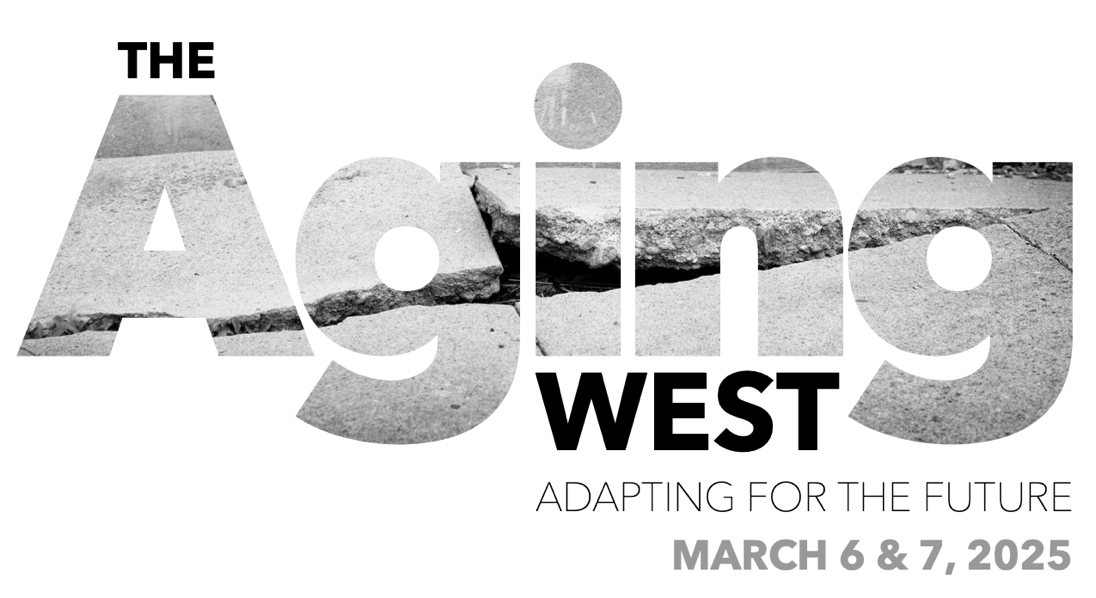 THE
Aging
WEST
ADAPTING FOR THE FUTURE
MARCH 6 & 7, 2025